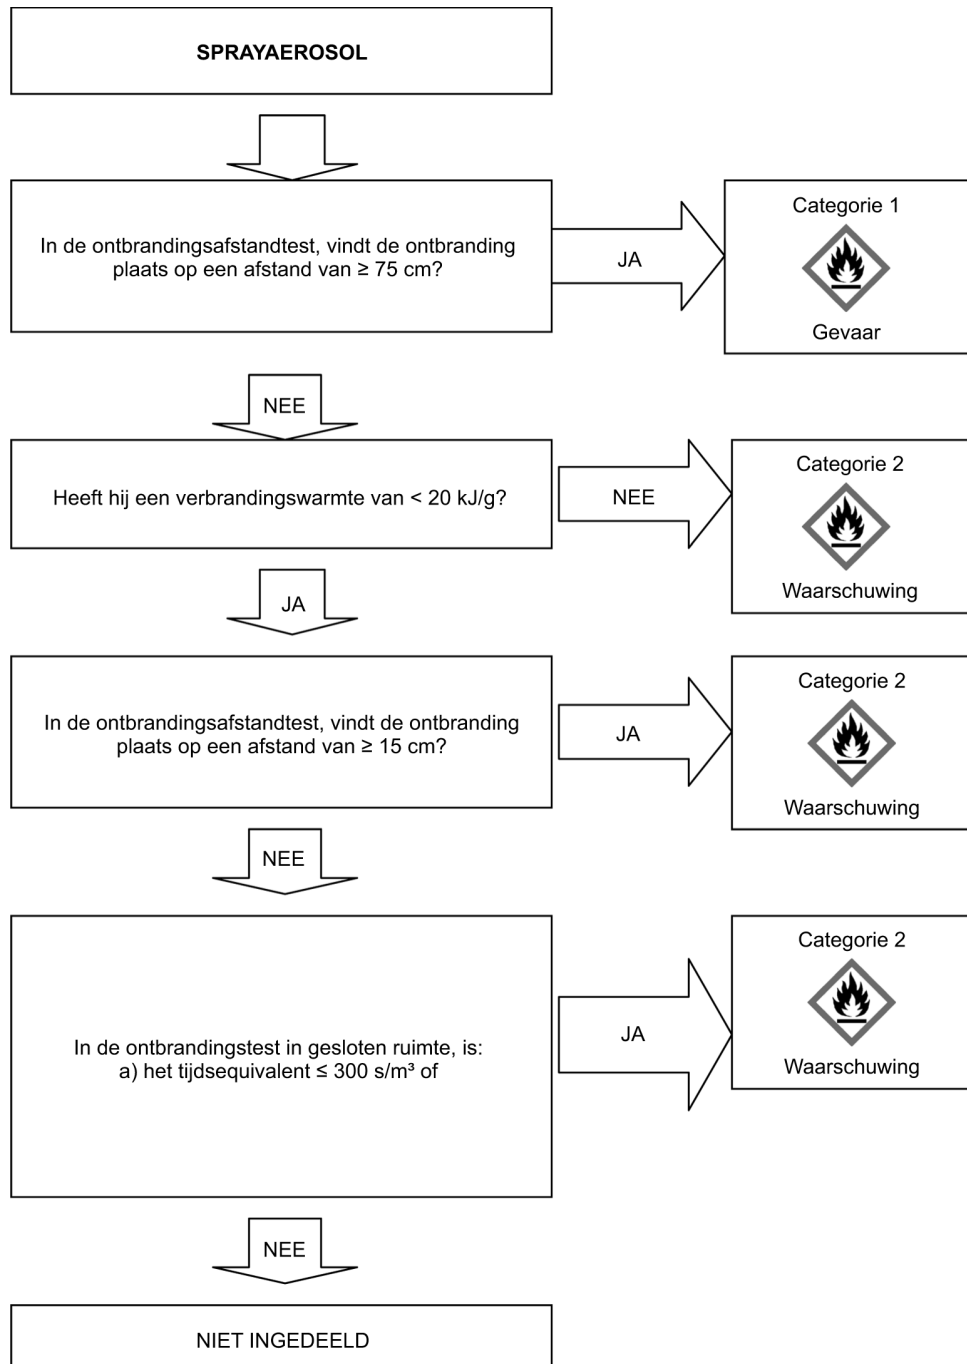 SPRAYAEROSOL
In de ontbrandingsafstandtest, vindt de ontbranding
plaats op een afstand van ≥ 75 cm?
JA
Categorie 1
Gevaar
NEE
Heeft hij een verbrandingswarmte van < 20 kJ/g?
NEE
Categorie 2
Waarschuwing
JA
In de ontbrandingsafstandtest, vindt de ontbranding
plaats op een afstand van ≥ 15 cm?
JA
Categorie 2
Waarschuwing
NEE
In de ontbrandingstest in gesloten ruimte, is:
a) het tijdsequivalent ≤ 300 s/m³ of
JA
Categorie 2
Waarschuwing
NEE
NIET INGEDEELD